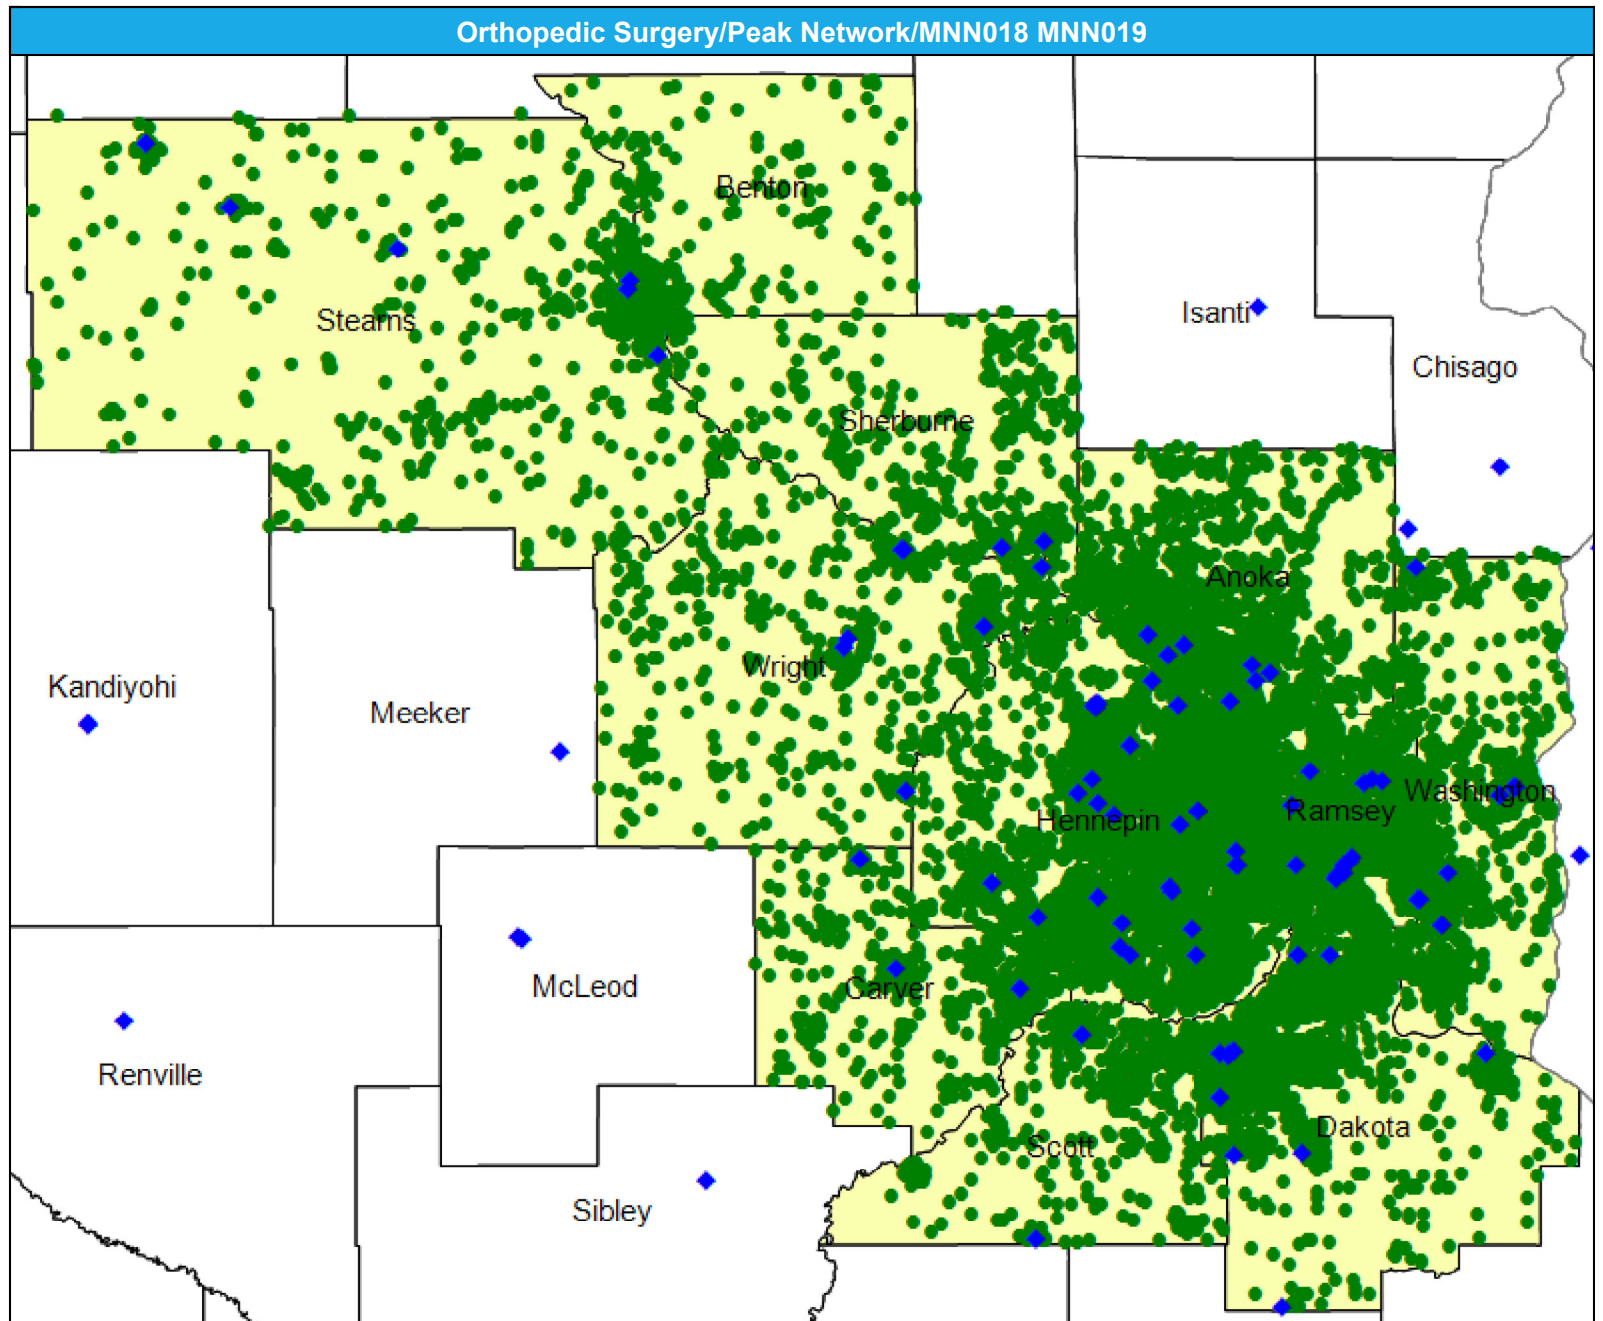 Orthopedic Surgery/Peak Network/MNN018 MNN019
Benton
Isanti
Stearns
Chisago
Sherburne
Anoka
Wright
Kandiyohi
Meeker
Washington
Ramsey
Hennepin
McLeod
Carver
Renville
Dakota
Scott
Sibley